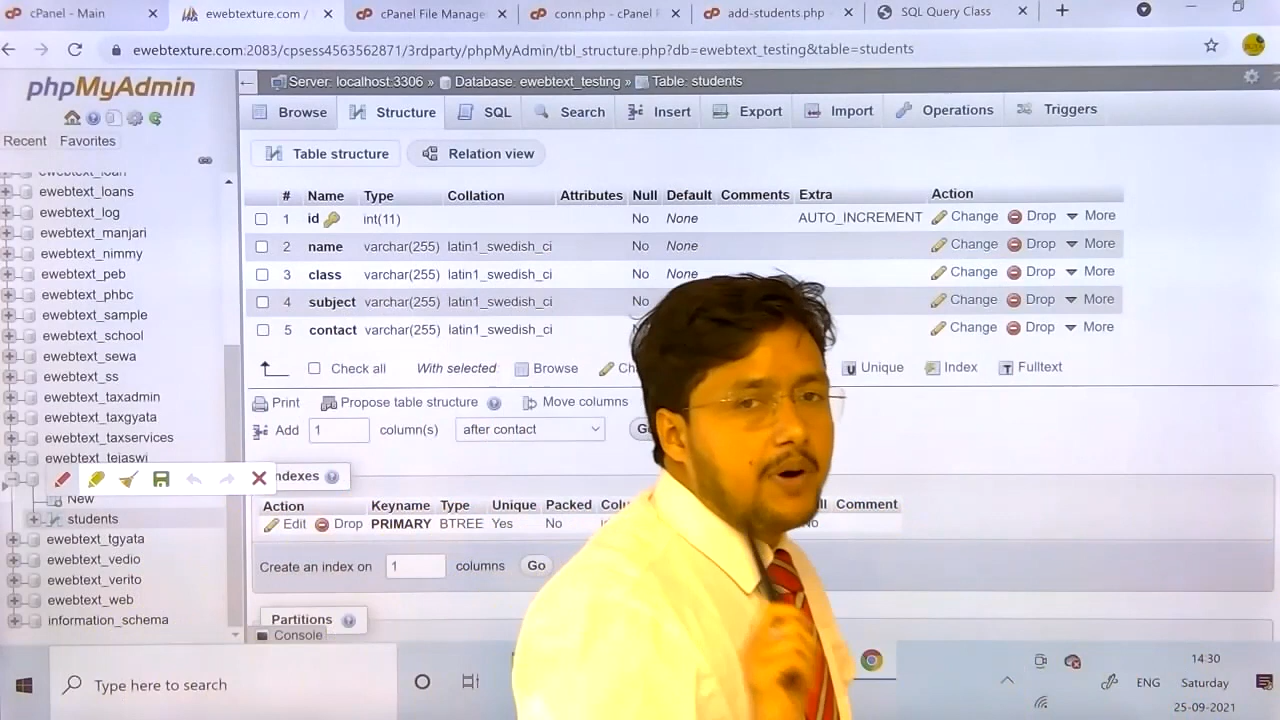 cPanel - Main
ewebtexture.com /
cPanel File Manage
conn.php - cPanel F
add-students.php
SQL Query Class
ewebtexture.com:2083/cpsess4563562871/3rdparty/phpMyAdmin/tbl_structure.php?db=ewebtext_testing&table=students
phpMyAdmin
Recent Favorites
ewebtext_loan
ewebtext_loans
ewebtext_log
ewebtext_manjari
ewebtext_nimmy
ewebtext_peb
ewebtext_phbc
ewebtext_sample
ewebtext_school
ewebtext_sewa
ewebtext_ss
ewebtext_taxadmin
ewebtext_taxgyata
ewebtext_taxservices
ewebtext_tejaswi
New
students
ewebtext_tgyata
ewebtext_vedio
ewebtext_verito
ewebtext_web
information_schema
Server: localhost:3306 » Database: ewebtext_testing » Table: students
Browse Structure SQL Search Insert Export Import Operations Triggers
Table structure Relation view
# Name Type Collation Attributes Null Default Comments Extra Action
1 id int(11) No None AUTO_INCREMENT Change Drop More
2 name varchar(255) latin1_swedish_ci No None Change Drop More
3 class varchar(255) latin1_swedish_ci No None Change Drop More
4 subject varchar(255) latin1_swedish_ci No Change Drop More
5 contact varchar(255) latin1_swedish_ci Change Drop More
Check all With selected Browse Ch Unique Index Fulltext
Print Propose table structure Move columns
Add 1 column(s) after contact
ndexes
Action Keyname Type Unique Packed Colu Comment
Edit Drop PRIMARY BTREE Yes No No
Create an index on 1 columns Go
Partitions
Console
Type here to search
ENG
14:30
Saturday
25-09-2021